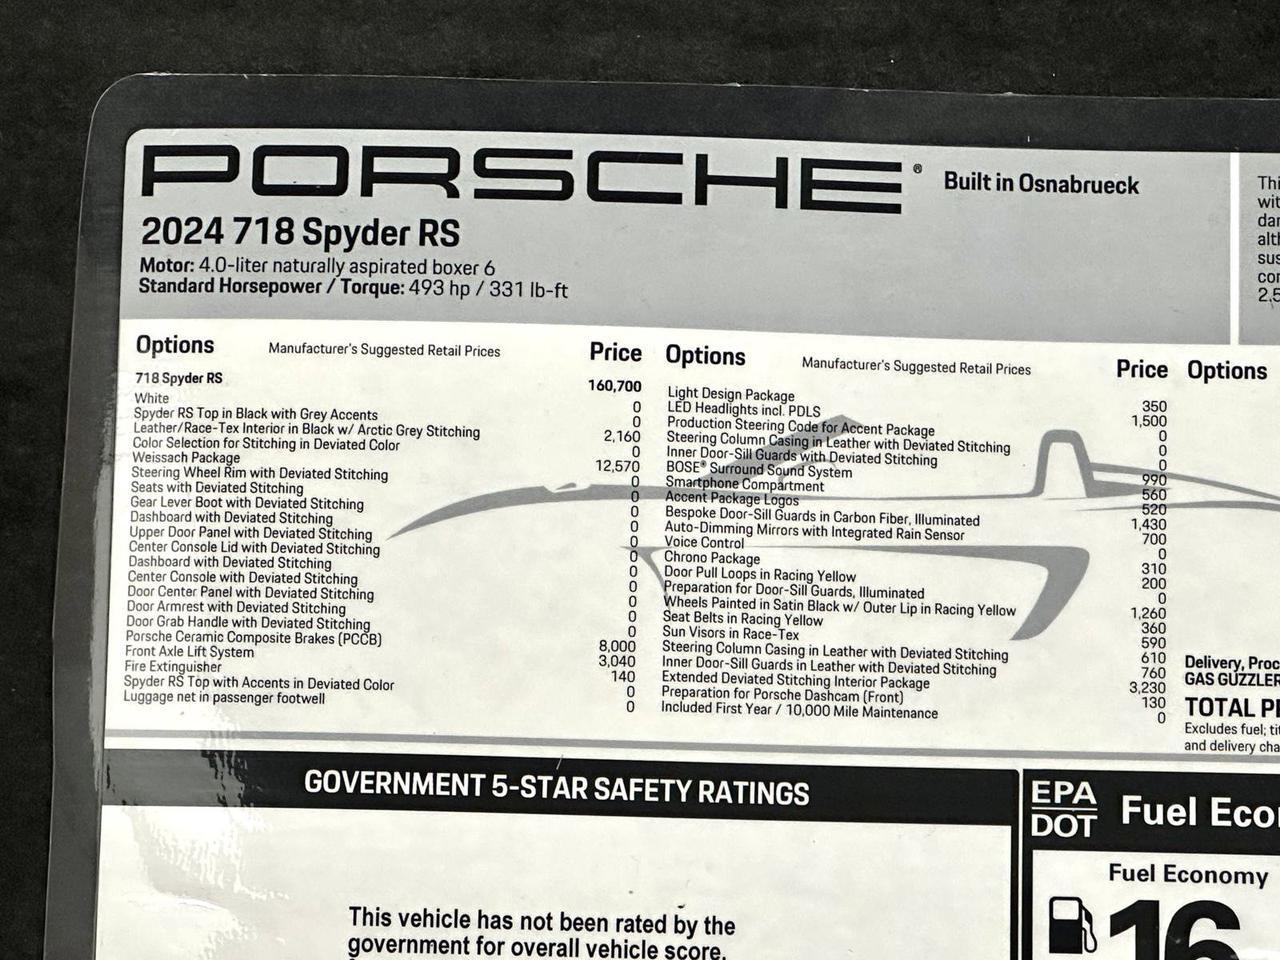 PORSCHE® Built in Osnabrueck
2024 718 Spyder RS
Motor: 4.0-liter naturally aspirated boxer 6
Standard Horsepower / Torque: 493 hp / 331 lb-ft
Options Manufacturer's Suggested Retail Prices Price
718 Spyder RS 160,700
White 0
Spyder RS Top in Black with Grey Accents 0
Leather/Race-Tex Interior in Black w/ Arctic Grey Stitching 2,160
Color Selection for Stitching in Deviated Color 0
Weissach Package 12,570
Steering Wheel Rim with Deviated Stitching 0
Seats with Deviated Stitching 0
Gear Lever Boot with Deviated Stitching 0
Dashboard with Deviated Stitching 0
Upper Door Panel with Deviated Stitching 0
Center Console Lid with Deviated Stitching 0
Dashboard with Deviated Stitching 0
Center Console with Deviated Stitching 0
Door Center Panel with Deviated Stitching 0
Door Armrest with Deviated Stitching 0
Door Grab Handle with Deviated Stitching 0
Porsche Ceramic Composite Brakes (PCCB) 8,000
Front Axle Lift System 3,040
Fire Extinguisher 140
Spyder RS Top with Accents in Deviated Color 0
Luggage net in passenger footwell 0
Options Manufacturer's Suggested Retail Prices Price
Light Design Package 350
LED Headlights incl. PDLS 1,500
Production Steering Code for Accent Package 0
Steering Column Casing in Leather with Deviated Stitching 0
Inner Door-Sill Guards with Deviated Stitching 0
BOSE® Surround Sound System 990
Smartphone Compartment 560
Accent Package Logos 520
Bespoke Door-Sill Guards in Carbon Fiber, Illuminated 1,430
Auto-Dimming Mirrors with Integrated Rain Sensor 700
Voice Control 0
Chrono Package 310
Door Pull Loops in Racing Yellow 200
Preparation for Door-Sill Guards, Illuminated 0
Wheels Painted in Satin Black w/ Outer Lip in Racing Yellow 1,260
Seat Belts in Racing Yellow 360
Sun Visors in Race-Tex 590
Steering Column Casing in Leather with Deviated Stitching 610
Inner Door-Sill Guards in Leather with Deviated Stitching 760
Extended Deviated Stitching Interior Package 3,230
Preparation for Porsche Dashcam (Front) 130
Included First Year / 10,000 Mile Maintenance 0
Options
Delivery, Proc
GAS GUZZLER
TOTAL
Excludes fuel;
and delivery
GOVERNMENT 5-STAR SAFETY RATINGS
This vehicle has not been rated by the
government for overall vehicle score,
EPA
DOT
Fuel Eco
Fuel Economy
16